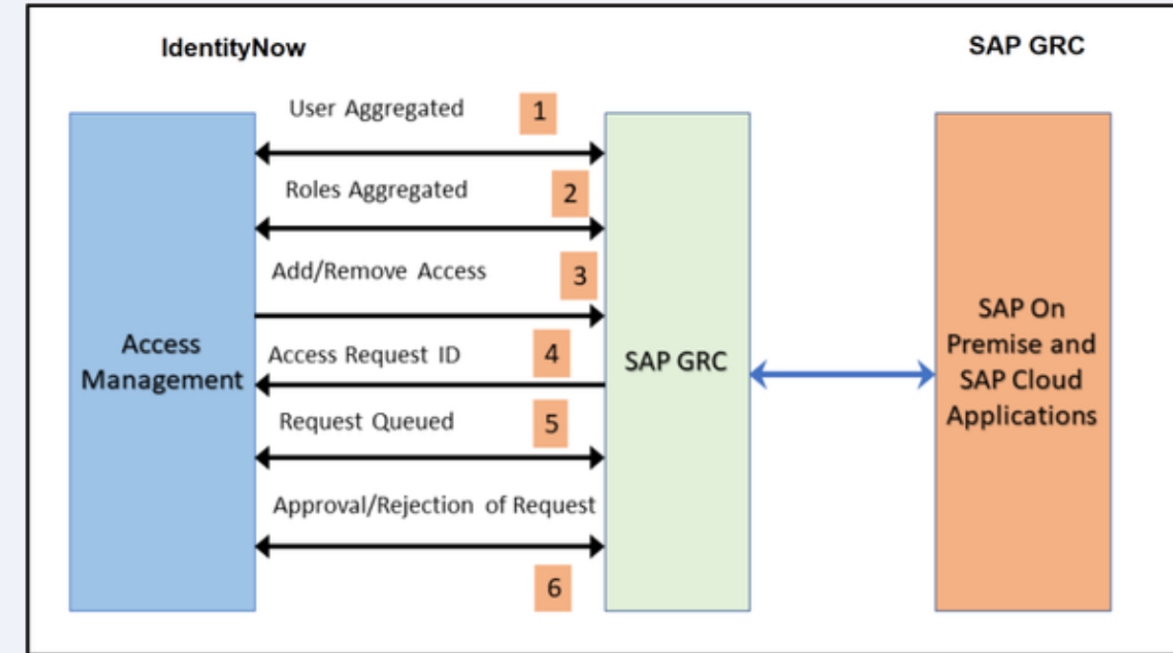 IdentityNow
SAP GRC
User Aggregated 1
Roles Aggregated 2
Add/Remove Access 3
Access Request ID 4
Request Queued 5
Approval/Rejection of Request
6
Access
Management
SAP GRC
SAP On
Premise and
SAP Cloud
Applications